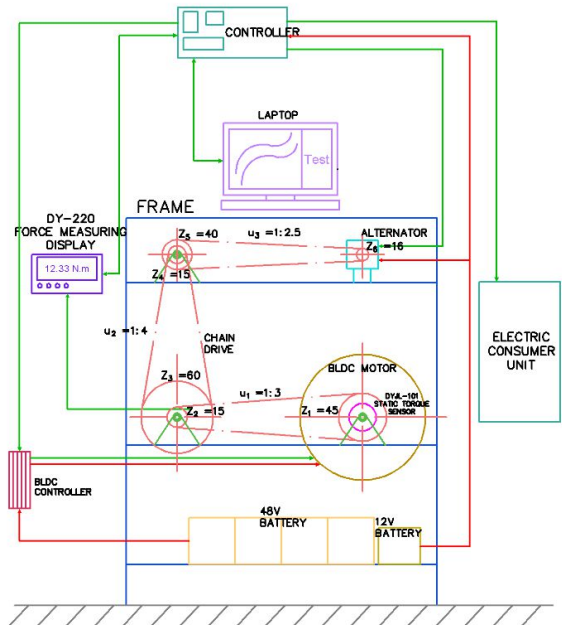 CONTROLLER
LAPTOP
Test
FRAME
DY-220
FORCE MEASURING
DISPLAY
12.33 N.m
Z5 =40
u3 =1:2.5
ALTERNATOR
Z6 =16
Z4 =15
u2 =1:4
CHAIN
DRIVE
ELECTRIC
CONSUMER
UNIT
BLDC MOTOR
Z3 =60
u1 =1:3
DYJL-101
STATIC TORQUE
SENSOR
Z2 =15
Z1 =45
BLDC
CONTROLLER
48V
BATTERY
12V
BATTERY